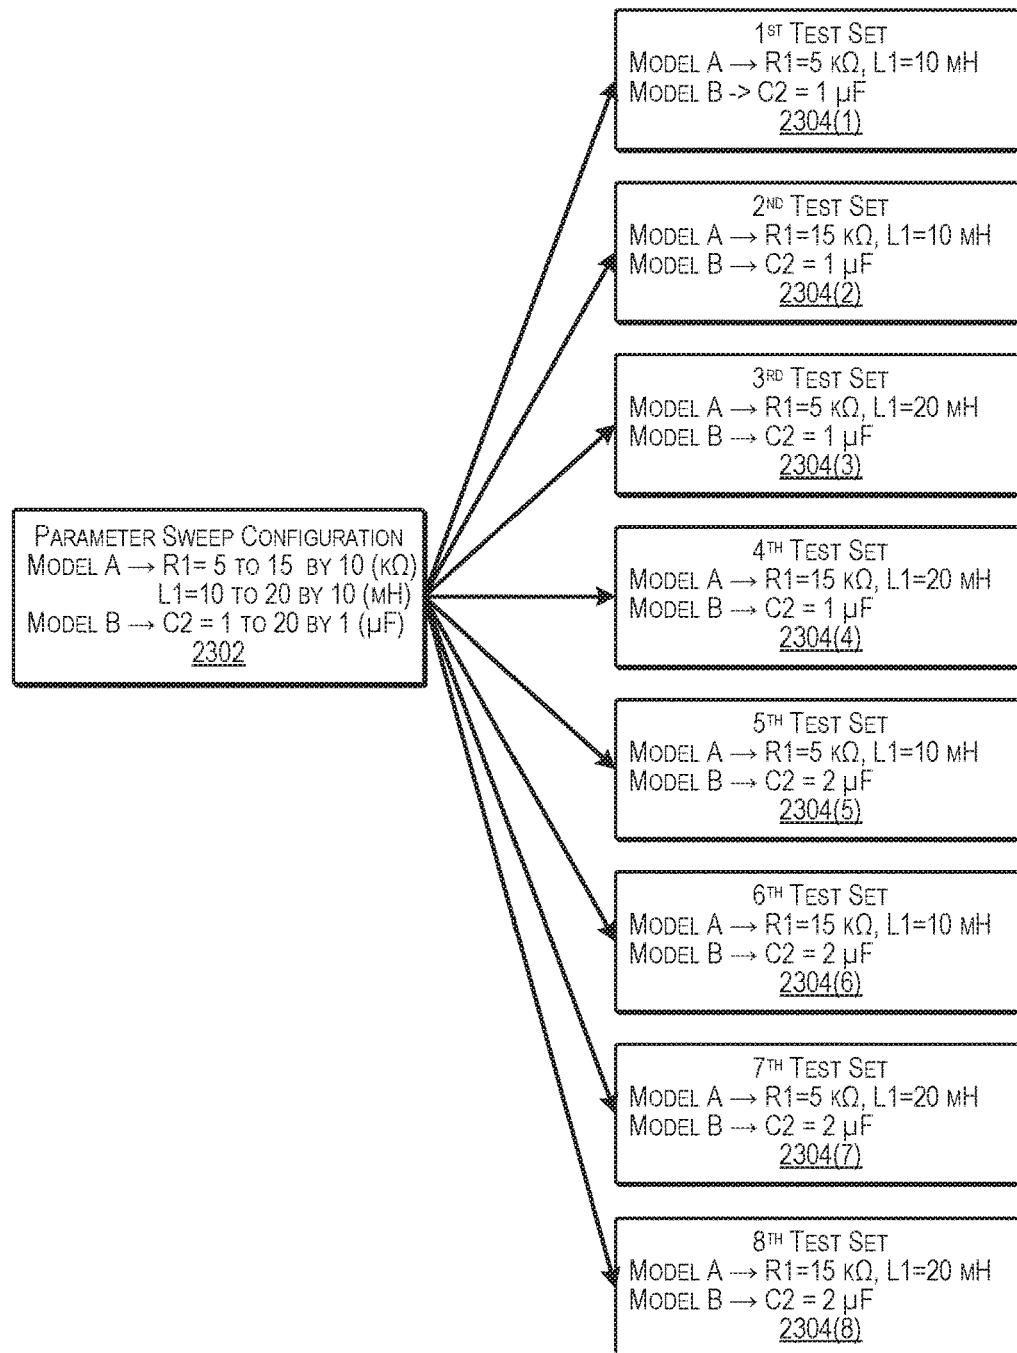 PARAMETER SWEEP CONFIGURATION
MODEL A → R1= 5 TO 15 BY 10 (KΩ)
L1=10 TO 20 BY 10 (MH)
MODEL B → C2 = 1 TO 20 BY 1 (µF)
2302
1ST TEST SET
MODEL A → R1=5 KΩ, L1=10 MH
MODEL B -> C2 = 1 µF
2304(1)
2ND TEST SET
MODEL A → R1=15 KΩ, L1=10 MH
MODEL B → C2 = 1 µF
2304(2)
3RD TEST SET
MODEL A → R1=5 KΩ, L1=20 MH
MODEL B → C2 = 1 µF
2304(3)
4TH TEST SET
MODEL A → R1=15 KΩ, L1=20 MH
MODEL B → C2 = 1 µF
2304(4)
5TH TEST SET
MODEL A → R1=5 KΩ, L1=10 MH
MODEL B → C2 = 2 µF
2304(5)
6TH TEST SET
MODEL A → R1=15 KΩ, L1=10 MH
MODEL B → C2 = 2 µF
2304(6)
7TH TEST SET
MODEL A → R1=5 KΩ, L1=20 MH
MODEL B → C2 = 2 µF
2304(7)
8TH TEST SET
MODEL A → R1=15 KΩ, L1=20 MH
MODEL B → C2 = 2 µF
2304(8)